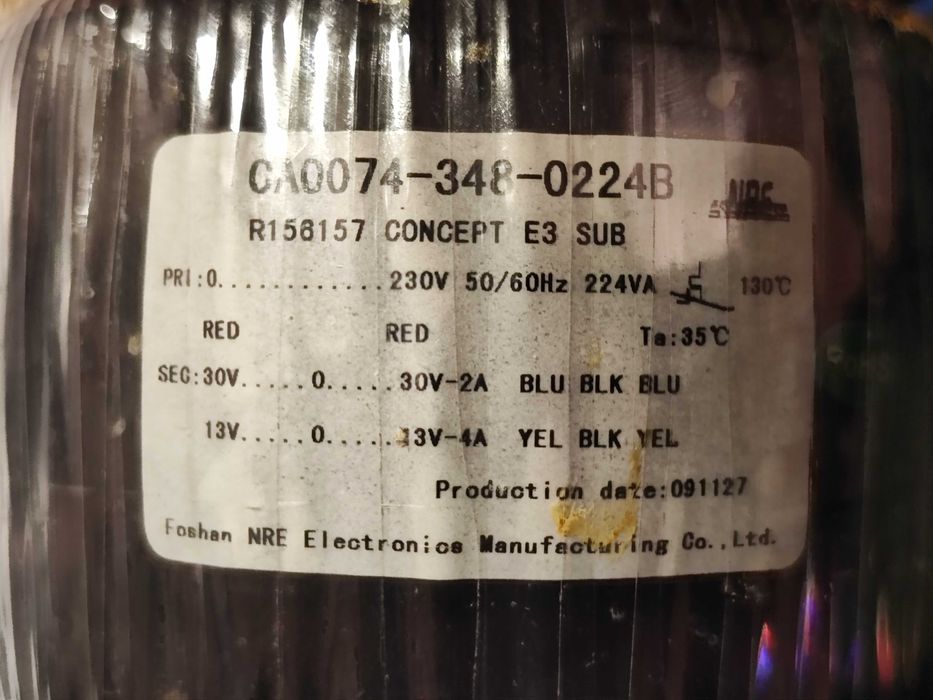 CA0074-348-0224B
R156157 CONCEPT E3 SUB
PRI:0............230V 50/60Hz 224VA 130℃
RED RED Ta:35℃
SEC:30V.....0.....30V-2A BLU BLK BLU
13V.....0.....13V-4A YEL BLK YEL
Production date:091127
Foshan NRE Electronics Manufacturing Co.,Ltd.